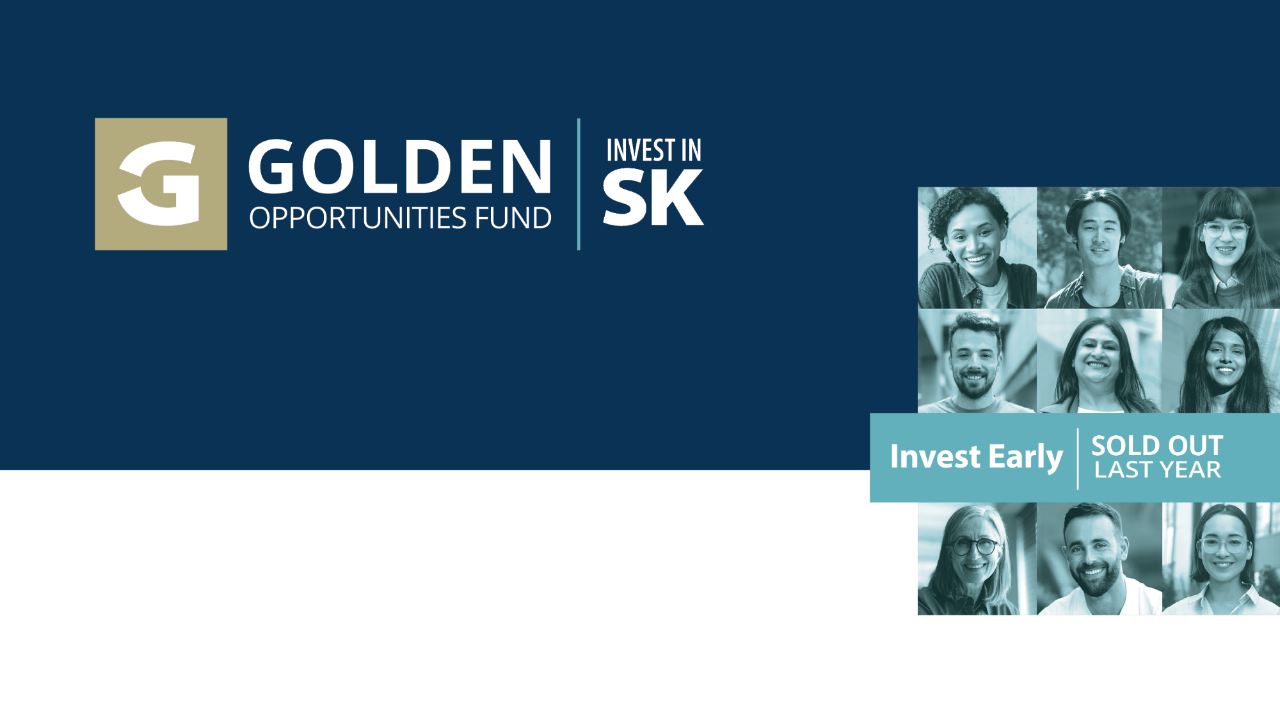 GOLDEN
OPPORTUNITIES FUND
INVEST IN
SK
Invest Early
SOLD OUT
LAST YEAR